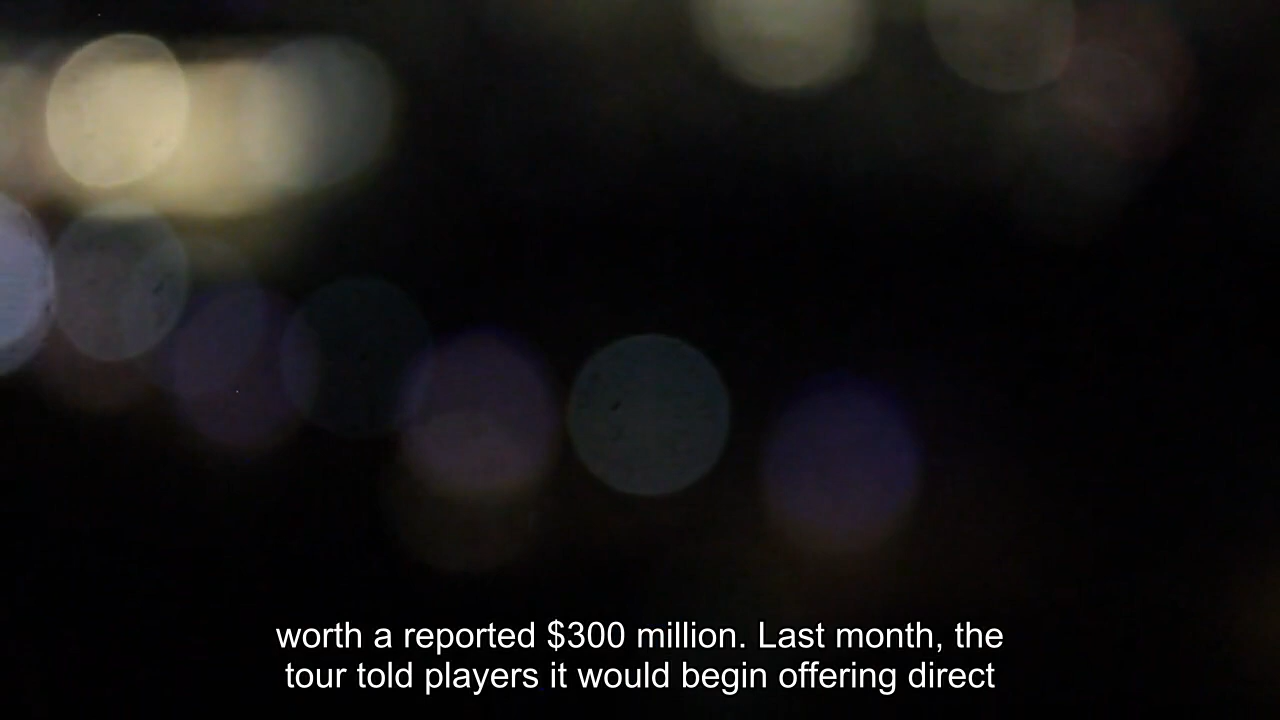 worth a reported $300 million. Last month, the
tour told players it would begin offering direct